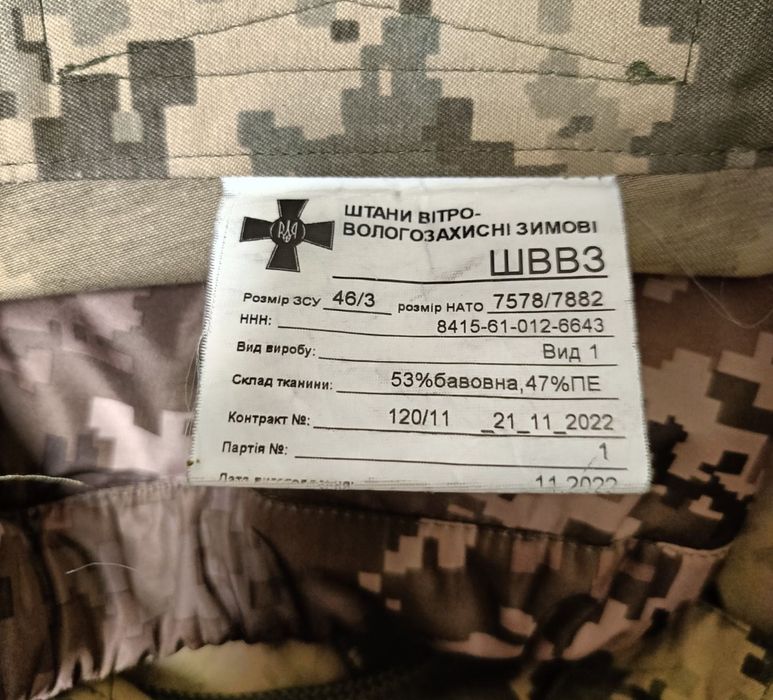 ШТАНИ ВІТРО-
ВОЛОГОЗАХИСНІ ЗИМОВІ
ШВВЗ
Розмір ЗСУ 46/3 розмір НАТО 7578/7882
ННН: 8415-61-012-6643
Вид виробу: Вид 1
Склад тканини: 53%бавовна,47%ПЕ
Контракт №: 120/11 _21_11_2022
Партія №: 1
11.2022